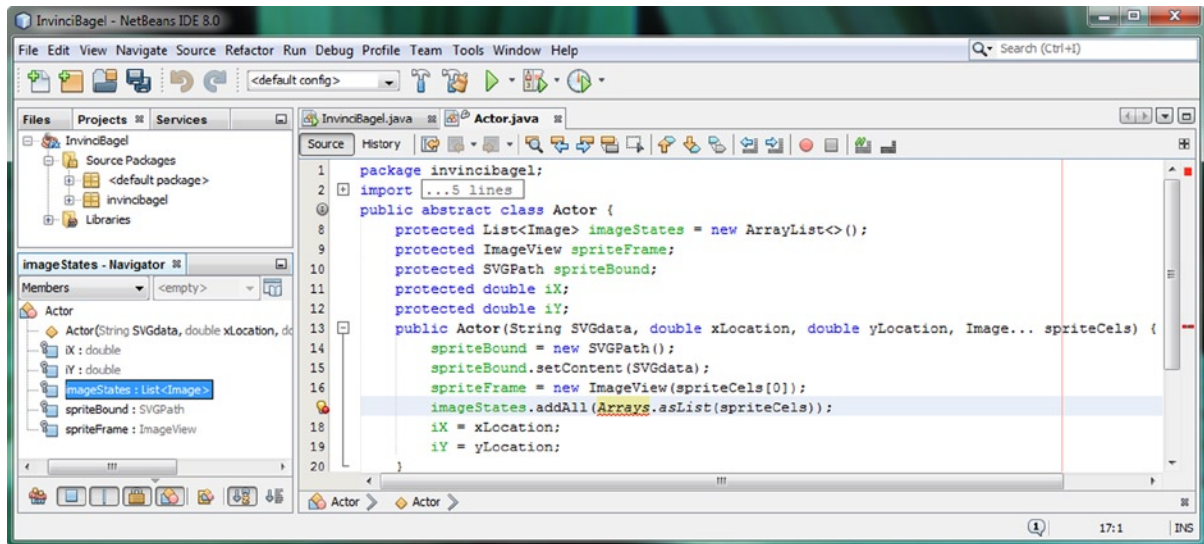 InvinciBagel - NetBeans IDE 8.0
File Edit View Navigate Source Refactor Run Debug Profile Team Tools Window Help
Search (Ctrl+I)
<default config>
Files Projects Services
InvinciBagel
Source Packages
<default package>
invincibagel
Libraries
imageStates - Navigator
Members <empty>
Actor
Actor(String SVGdata, double xLocation, do
iX : double
iY : double
imageStates : List<Image>
spriteBound : SVGPath
spriteFrame : ImageView
InvinciBagel.java Actor.java
Source History
1 package invincibagel;
2 import ...5 lines
public abstract class Actor {
8 protected List<Image> imageStates = new ArrayList<>();
9 protected ImageView spriteFrame;
10 protected SVGPath spriteBound;
11 protected double iX;
12 protected double iY;
13 public Actor(String SVGdata, double xLocation, double yLocation, Image... spriteCels) {
14 spriteBound = new SVGPath();
15 spriteBound.setContent(SVGdata);
16 spriteFrame = new ImageView(spriteCels[0]);
imageStates.addAll(Arrays.asList(spriteCels));
18 iX = xLocation;
19 iY = yLocation;
20 }
Actor Actor
1 17:1 INS